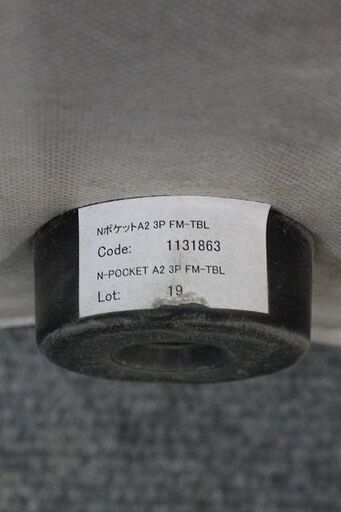 NポケットA2 3P FM-TBL
Code: 1131863
N-POCKET A2 3P FM-TBL
Lot: 19